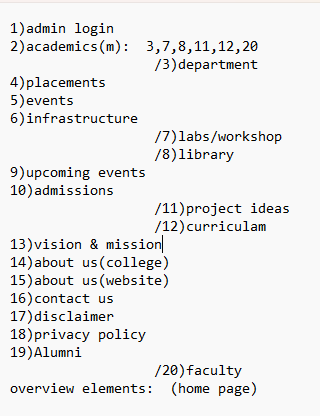 1)admin login
2)academics(m):  3,7,8,11,12,20
/3)department
4)placements
5)events
6)infrastructure
/7)labs/workshop
/8)library
9)upcoming events
10)admissions
/11)project ideas
/12)curriculam
13)vision & mission
14)about us(college)
15)about us(website)
16)contact us
17)disclaimer
18)privacy policy
19)Alumni
/20)faculty
overview elements:  (home page)